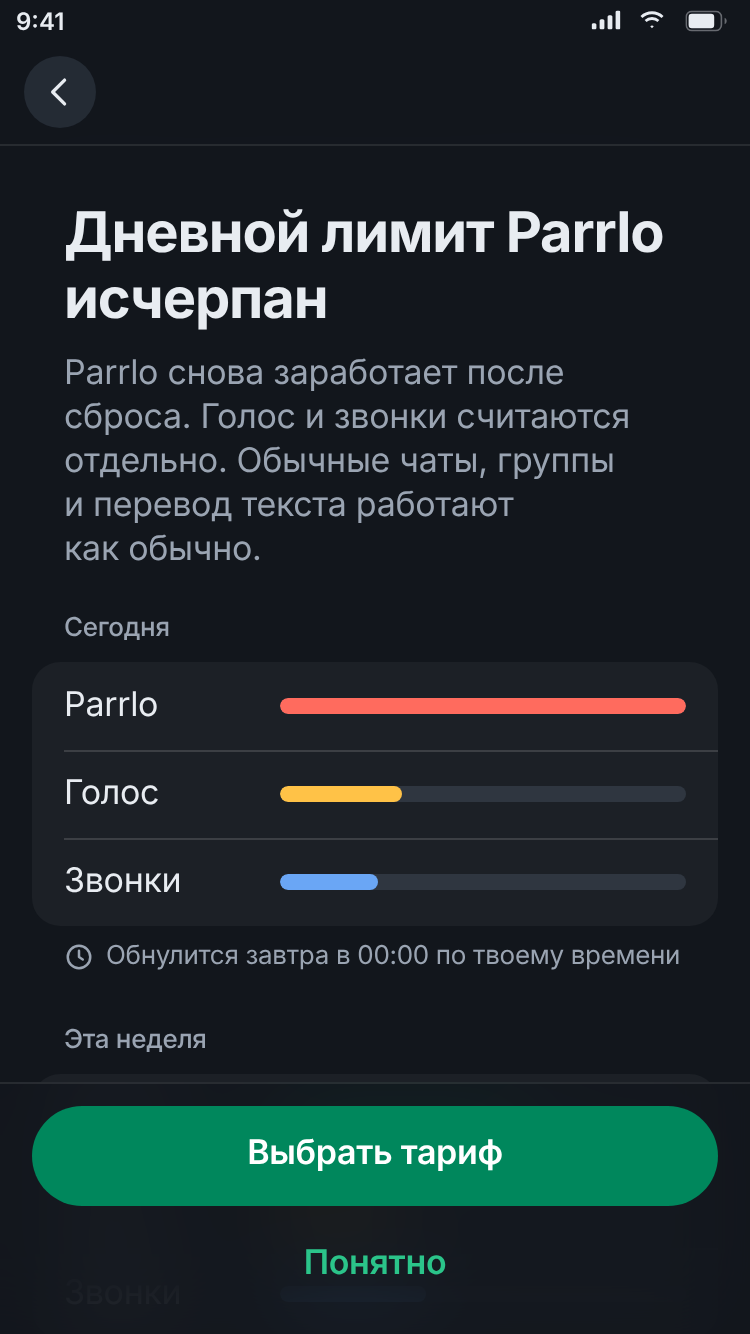 9:41
Дневной лимит Parrlo
исчерпан
Parrlo снова заработает после
сброса. Голос и звонки считаются
отдельно. Обычные чаты, группы
и перевод текста работают
как обычно.
Сегодня
Parrlo
Голос
Звонки
Обнулится завтра в 00:00 по твоему времени
Эта неделя
Выбрать тариф
Понятно
Звонки